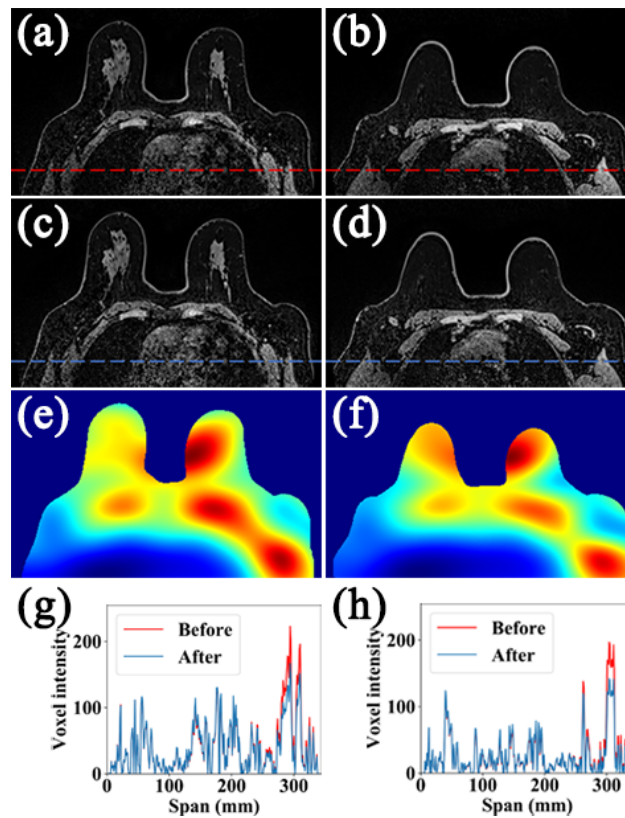 (a) (b)
(c) (d)
(e) (f)
(g) (h)
Before
After
Voxel intensity
200
100
0
0 100 200 300
Span (mm)
Before
After
Voxel intensity
200
100
0
0 100 200 300
Span (mm)